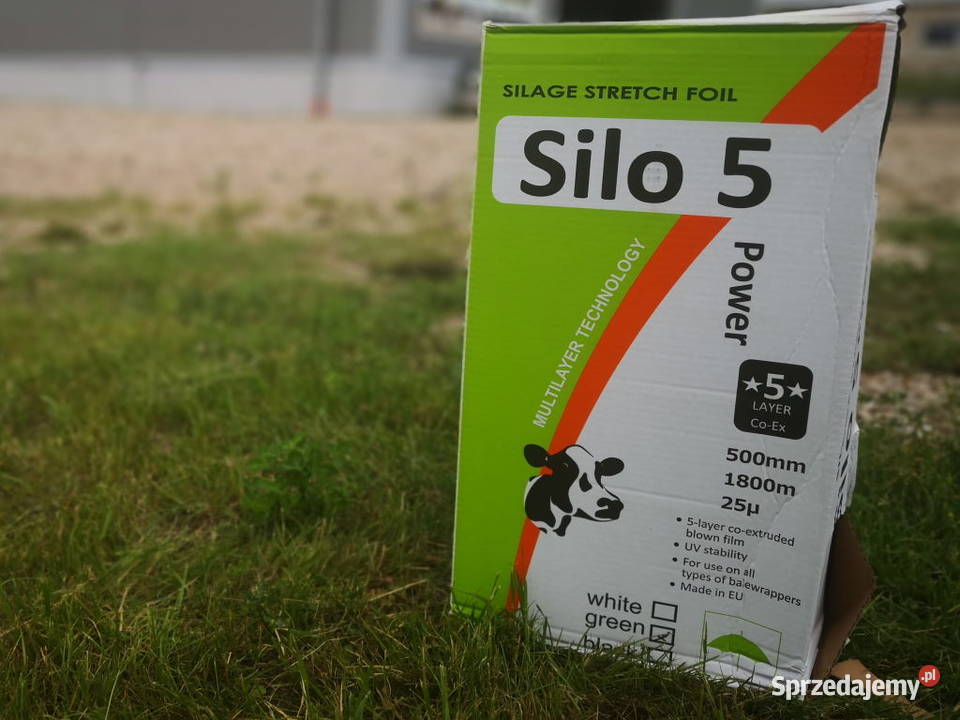 SILAGE STRETCH FOIL
Silo 5
Power
MULTILAYER TECHNOLOGY
5
LAYER
Co-Ex
500mm
1800m
25µ
• 5-layer co-extruded
blown film
• UV stability
• For use on all
types of balewrappers
• Made in EU
white
green
black
Sprzedajemy.pl